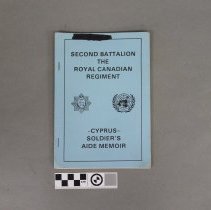 SECOND BATTALION
THE
ROYAL CANADIAN
REGIMENT
-CYPRUS-
SOLDIER'S
AIDE MEMOIR